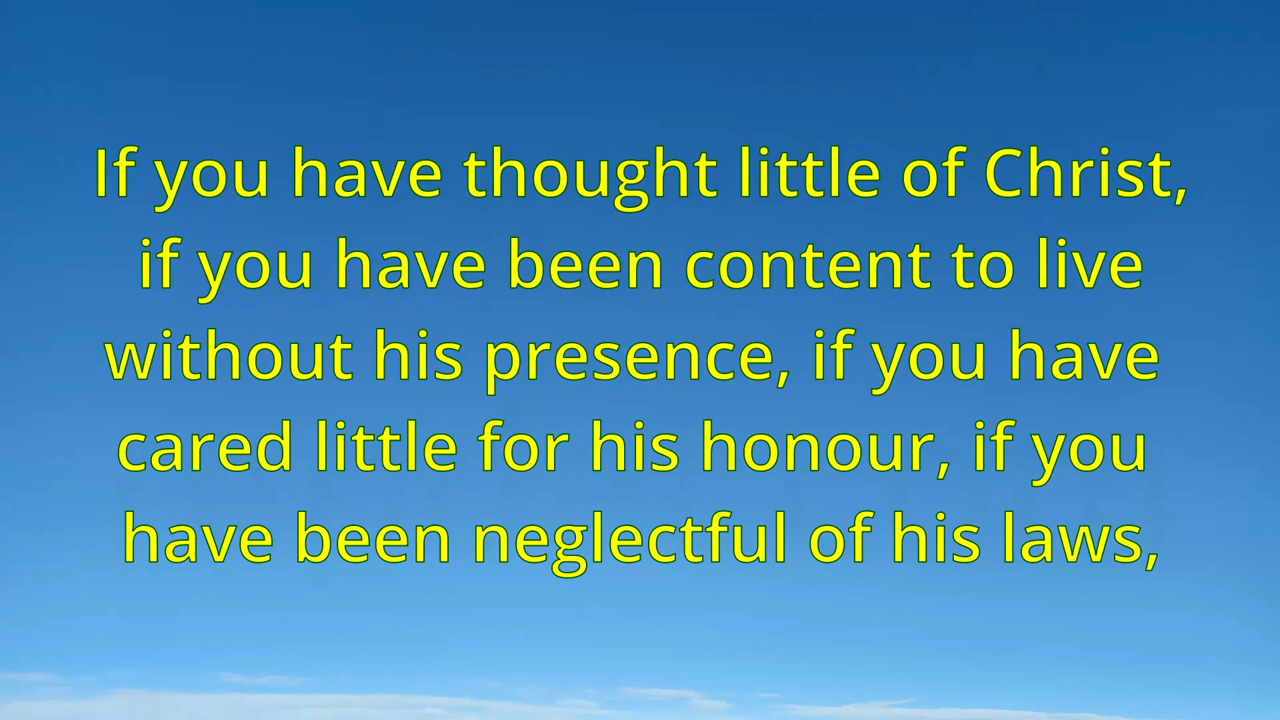 If you have thought little of Christ,
if you have been content to live
without his presence, if you have
cared little for his honour, if you
have been neglectful of his laws,